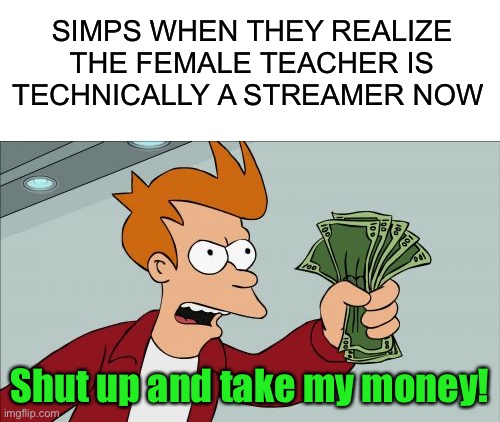 SIMPS WHEN THEY REALIZE
THE FEMALE TEACHER IS
TECHNICALLY A STREAMER NOW
Shut up and take my money!
imgflip.com